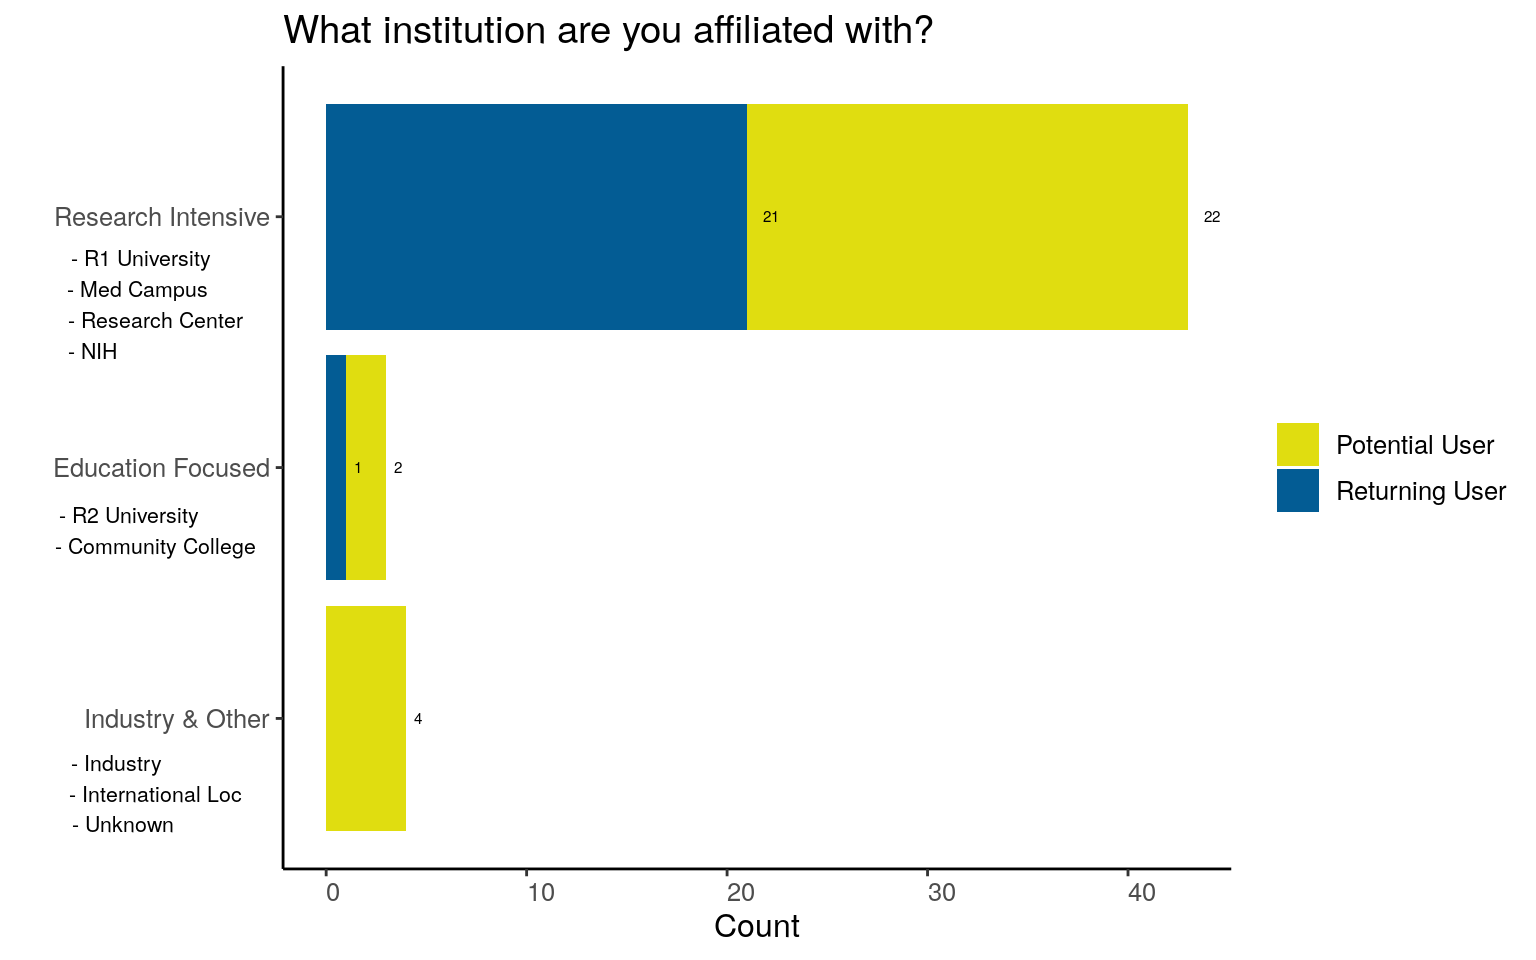 What institution are you affiliated with?
Research Intensive
- R1 University
- Med Campus
- Research Center
- NIH
21
22
Education Focused
- R2 University
- Community College
1
2
Industry & Other
- Industry
- International Loc
- Unknown
4
Potential User
Returning User
0 10 20 30 40
Count